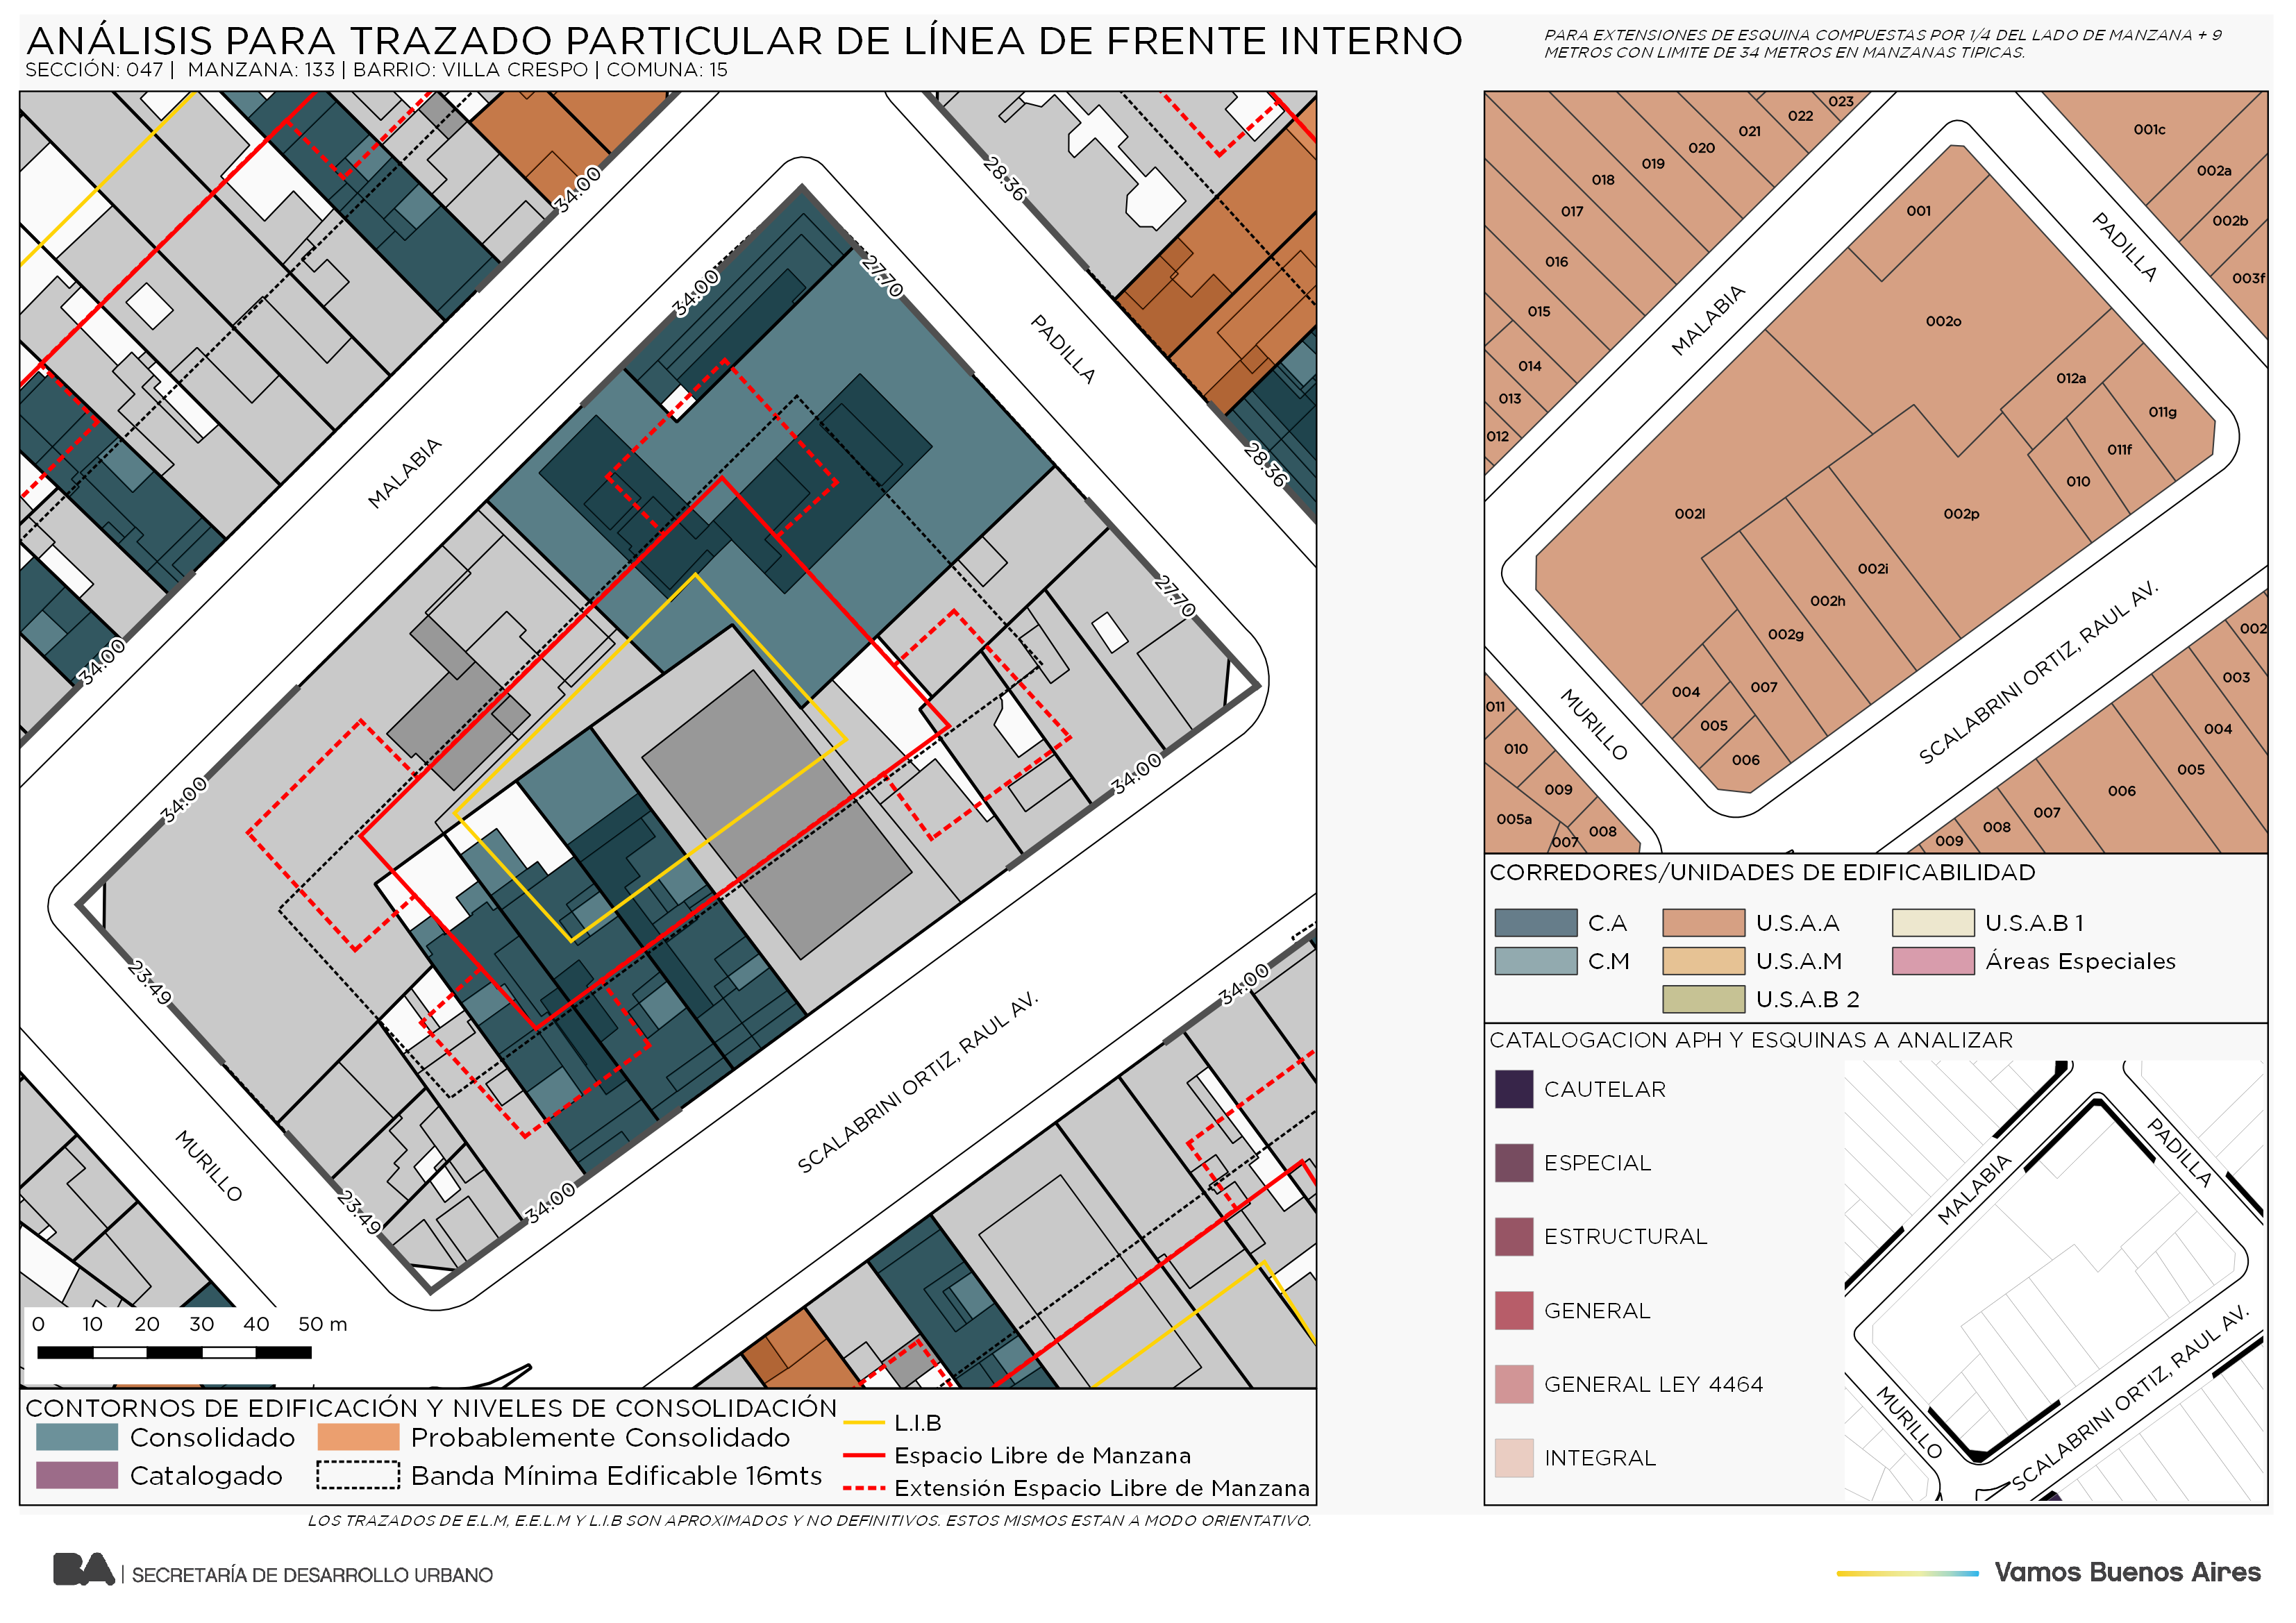 ANÁLISIS PARA TRAZADO PARTICULAR DE LÍNEA DE FRENTE INTERNO
SECCIÓN: 047 | MANZANA: 133 | BARRIO: VILLA CRESPO | COMUNA: 15
PARA EXTENSIONES DE ESQUINA COMPUESTAS POR 1/4 DEL LADO DE MANZANA + 9
METROS CON LIMITE DE 34 METROS EN MANZANAS TIPICAS.
34.00
28.36
34.00
27.70
PADILLA
MALABIA
28.36
27.70
34.00
34.00
34.00
23.49
34.00
MURILLO
23.49
34.00
SCALABRINI ORTIZ, RAUL AV.
0 10 20 30 40 50 m
CONTORNOS DE EDIFICACIÓN Y NIVELES DE CONSOLIDACIÓN
Consolidado
Probablemente Consolidado
Catalogado
Banda Mínima Edificable 16mts
L.I.B
Espacio Libre de Manzana
Extensión Espacio Libre de Manzana
LOS TRAZADOS DE E.L.M, E.E.L.M Y L.I.B SON APROXIMADOS Y NO DEFINITIVOS. ESTOS MISMOS ESTAN A MODO ORIENTATIVO.
023
022
021
020
019
018
017
016
015
014
013
012
001c
002a
002b
003f
001
002o
012a
011g
011f
010
002l
002p
002i
002h
002g
004
007
005
006
MALABIA
PADILLA
MURILLO
SCALABRINI ORTIZ, RAUL AV.
011
010
009
005a
008
007
002
003
004
005
006
007
008
009
CORREDORES/UNIDADES DE EDIFICABILIDAD
C.A
U.S.A.A
U.S.A.B 1
C.M
U.S.A.M
Áreas Especiales
U.S.A.B 2
CATALOGACION APH Y ESQUINAS A ANALIZAR
CAUTELAR
ESPECIAL
ESTRUCTURAL
GENERAL
GENERAL LEY 4464
INTEGRAL
MALABIA
PADILLA
MURILLO
SCALABRINI ORTIZ, RAUL AV.
BA | SECRETARÍA DE DESARROLLO URBANO
Vamos Buenos Aires